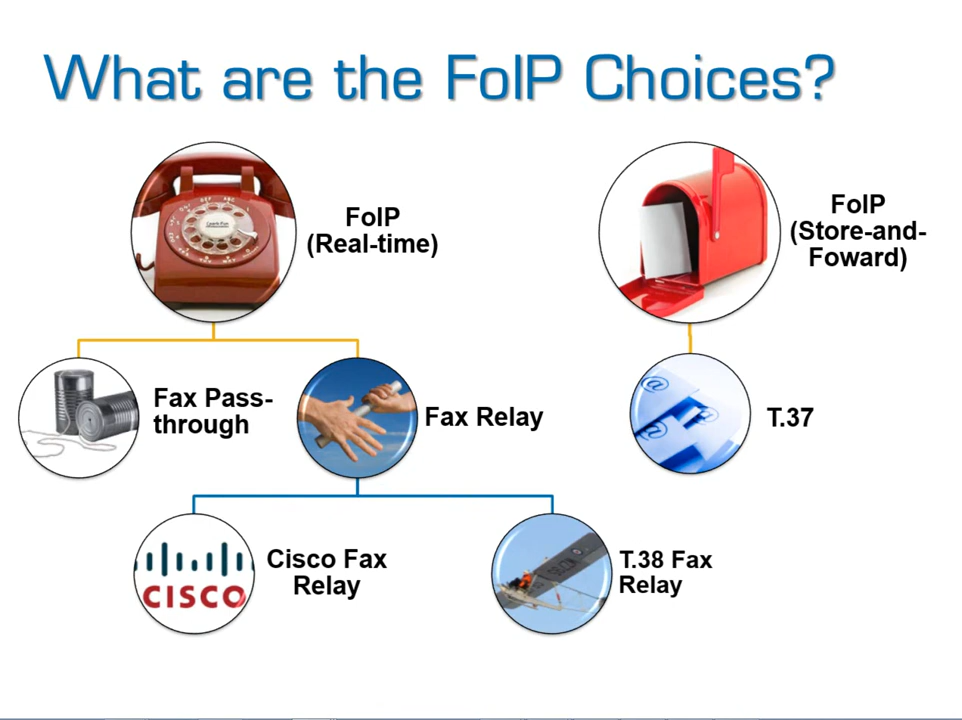 What are the FoIP Choices?
FoIP
(Real-time)
FoIP
(Store-and-
Foward)
Fax Pass-
through
Fax Relay
T.37
Cisco Fax
Relay
T.38 Fax
Relay
CISCO
@
@